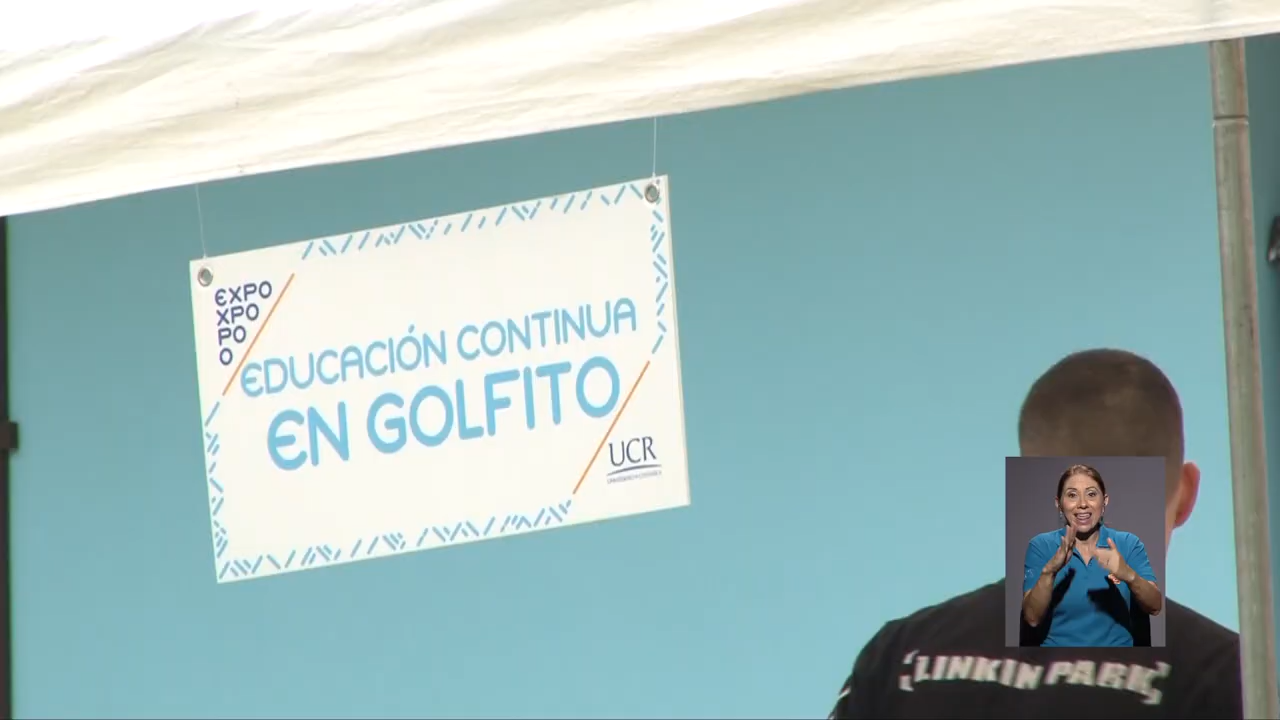 EXPO
XPO
PO
O
EDUCACIÓN CONTINUA
EN GOLFITO
UCR
LINKIN PARK